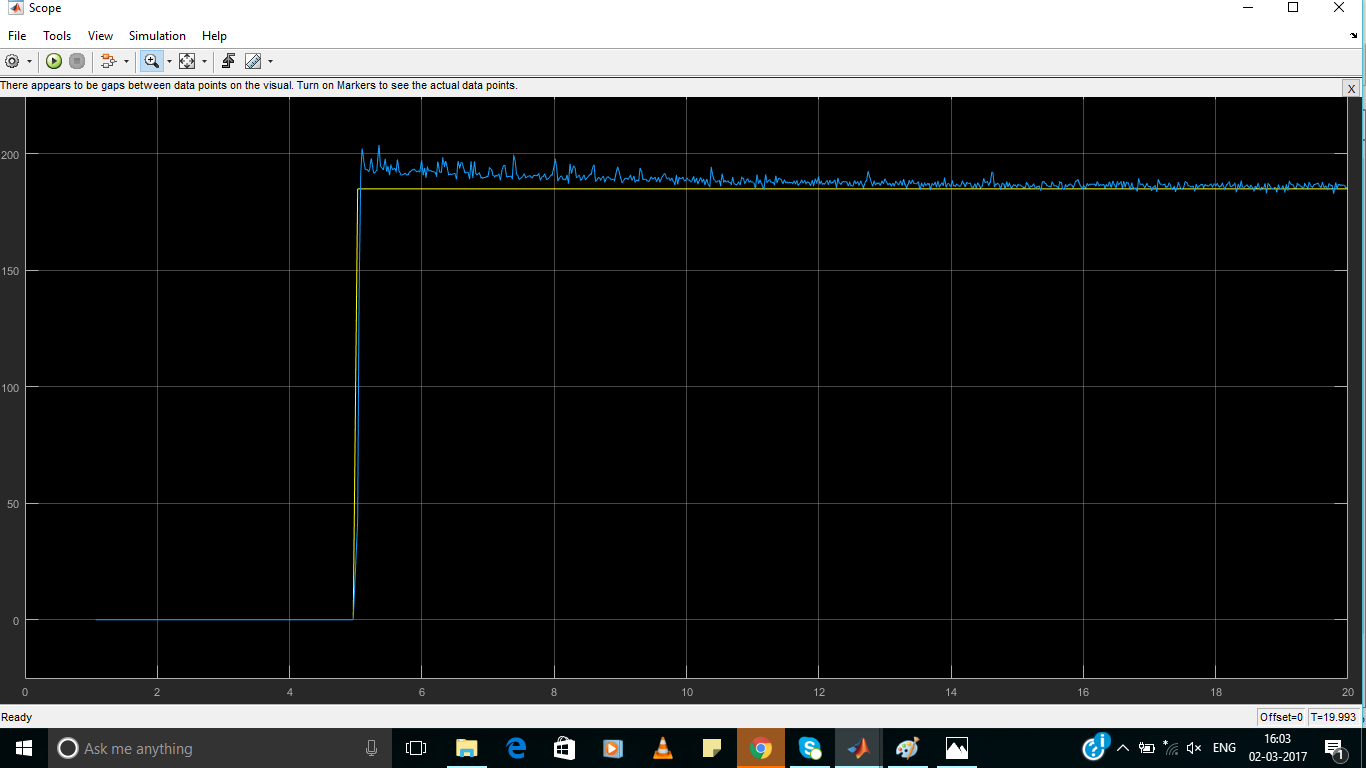 Scope
File Tools View Simulation Help
There appears to be gaps between data points on the visual. Turn on Markers to see the actual data points.
X
200
150
100
50
0
0 2 4 6 8 10 12 14 16 18 20
Ready
Offset=0 T=19.993
Ask me anything
ENG
16:03
02-03-2017
1